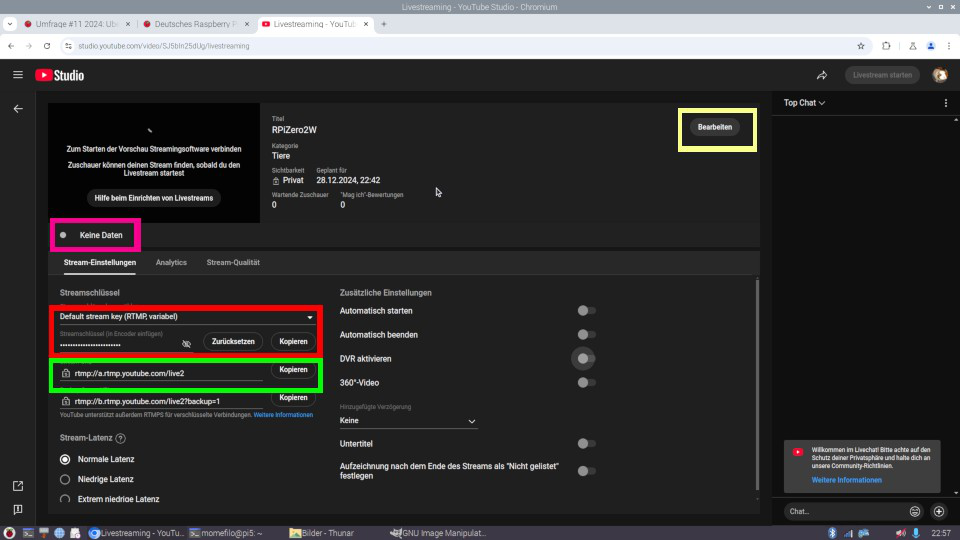 Livestreaming - YouTube Studio - Chromium
Umfrage #11 2024: Ub
Deutsches Raspberry P
Livestreaming - YouTu
studio.youtube.com/video/SJ5bIn25dUg/livestreaming
Studio
Livestream starten
Zum Starten der Vorschau Streamingsoftware verbinden
Zuschauer können deinen Stream finden, sobald du den
Livestream startest
Hilfe beim Einrichten von Livestreams
Titel
RPiZero2W
Kategorie
Tiere
Sichtbarkeit Geplant für
Privat 28.12.2024, 22:42
Wartende Zuschauer "Mag ich"-Bewertungen
0 0
Bearbeiten
Keine Daten
Stream-Einstellungen Analytics Stream-Qualität
Streamschlüssel
Default stream key (RTMP, variabel)
Streamschlüssel (in Encoder einfügen)
Zurücksetzen Kopieren
rtmp://a.rtmp.youtube.com/live2
Kopieren
rtmp://b.rtmp.youtube.com/live2?backup=1
Kopieren
YouTube unterstützt außerdem RTMPS für verschlüsselte Verbindungen. Weitere Informationen
Stream-Latenz
Normale Latenz
Niedrige Latenz
Extrem niedrige Latenz
Zusätzliche Einstellungen
Automatisch starten
Automatisch beenden
DVR aktivieren
360°-Video
Hinzugefügte Verzögerung
Keine
Untertitel
Aufzeichnung nach dem Ende des Streams als "Nicht gelistet"
festlegen
Top Chat
Willkommen im Livechat! Bitte achte auf den
Schutz deiner Privatsphäre und halte dich an
unsere Community-Richtlinien.
Weitere Informationen
Chat...
Livestreaming - YouTu...
momefilo@pi5: ~
Bilder - Thunar
GNU Image Manipulat...
22:57